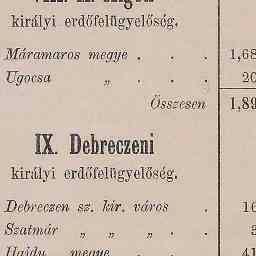 királyi erdőfelügyelőség.
Máramaros megye . . . 1,68
Ugocsa „ . . . 20
Összesen 1,89
IX. Debreczeni
királyi erdőfelügyelőség.
Debreczen sz. kir. város . 16
Szatmár „ „ „ . . 3
Hajdu megye . . . 41